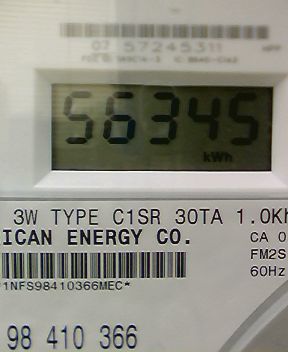 07 57245311
56345
kWh
3W TYPE C1SR 30TA 1.0Kh
ICAN ENERGY CO.
CA 0
FM2S
60Hz
*1NFS98410366MEC*
98 410 366